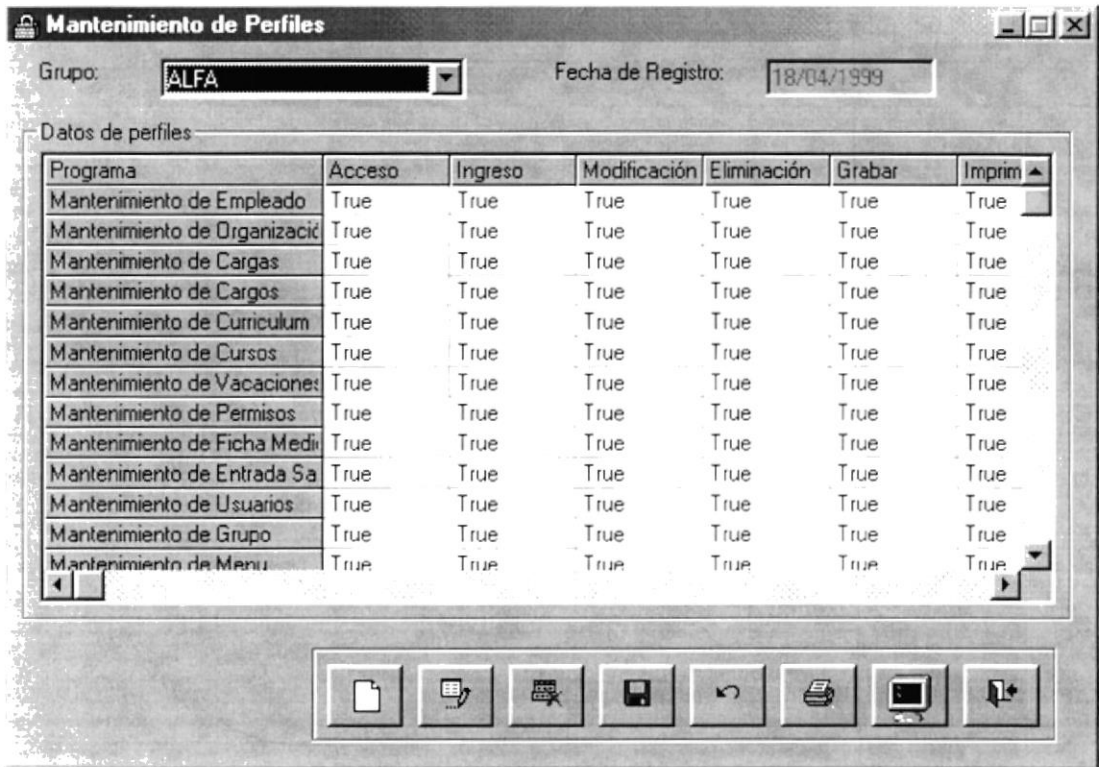 Mantenimiento de Perfiles
Grupo: ALFA Fecha de Registro: 18/04/1999
Datos de perfiles
Programa Acceso Ingreso Modificación Eliminación Grabar Imprim
Mantenimiento de Empleado True True True True True True
Mantenimiento de Organizació True True True True True True
Mantenimiento de Cargas True True True True True True
Mantenimiento de Cargos True True True True True True
Mantenimiento de Curriculum True True True True True True
Mantenimiento de Cursos True True True True True True
Mantenimiento de Vacaciones True True True True True True
Mantenimiento de Permisos True True True True True True
Mantenimiento de Ficha Medi True True True True True True
Mantenimiento de Entrada Sa True True True True True True
Mantenimiento de Usuarios True True True True True True
Mantenimiento de Grupo True True True True True True
Mantenimiento de Menu True True True True True True